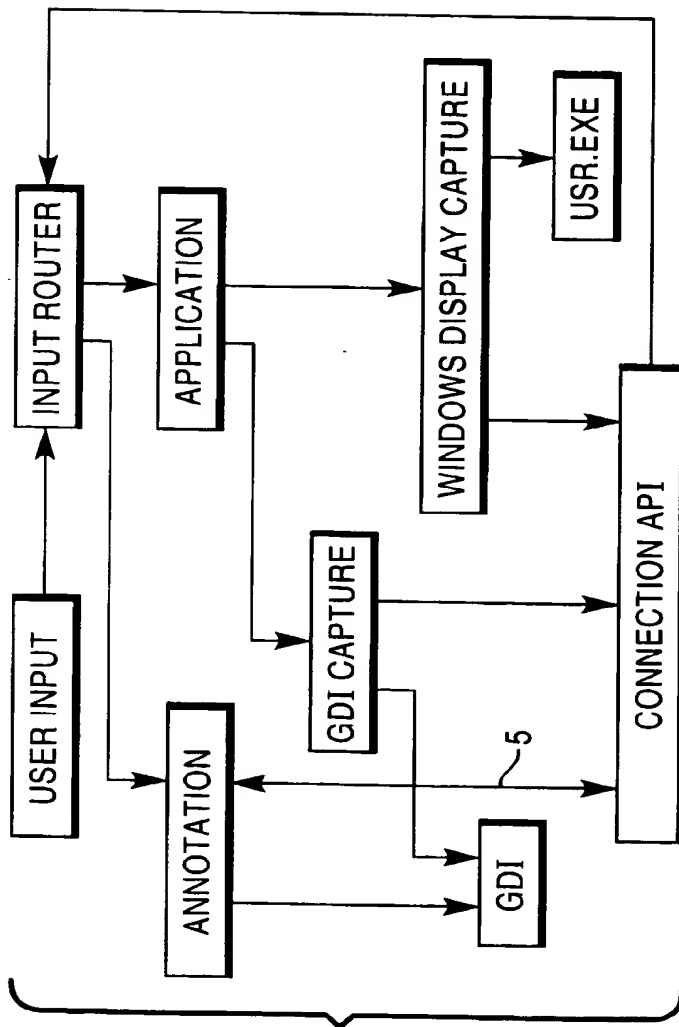 USER INPUT
INPUT ROUTER
ANNOTATION
APPLICATION
GDI CAPTURE
WINDOWS DISPLAY CAPTURE
5
GDI
USR.EXE
CONNECTION API